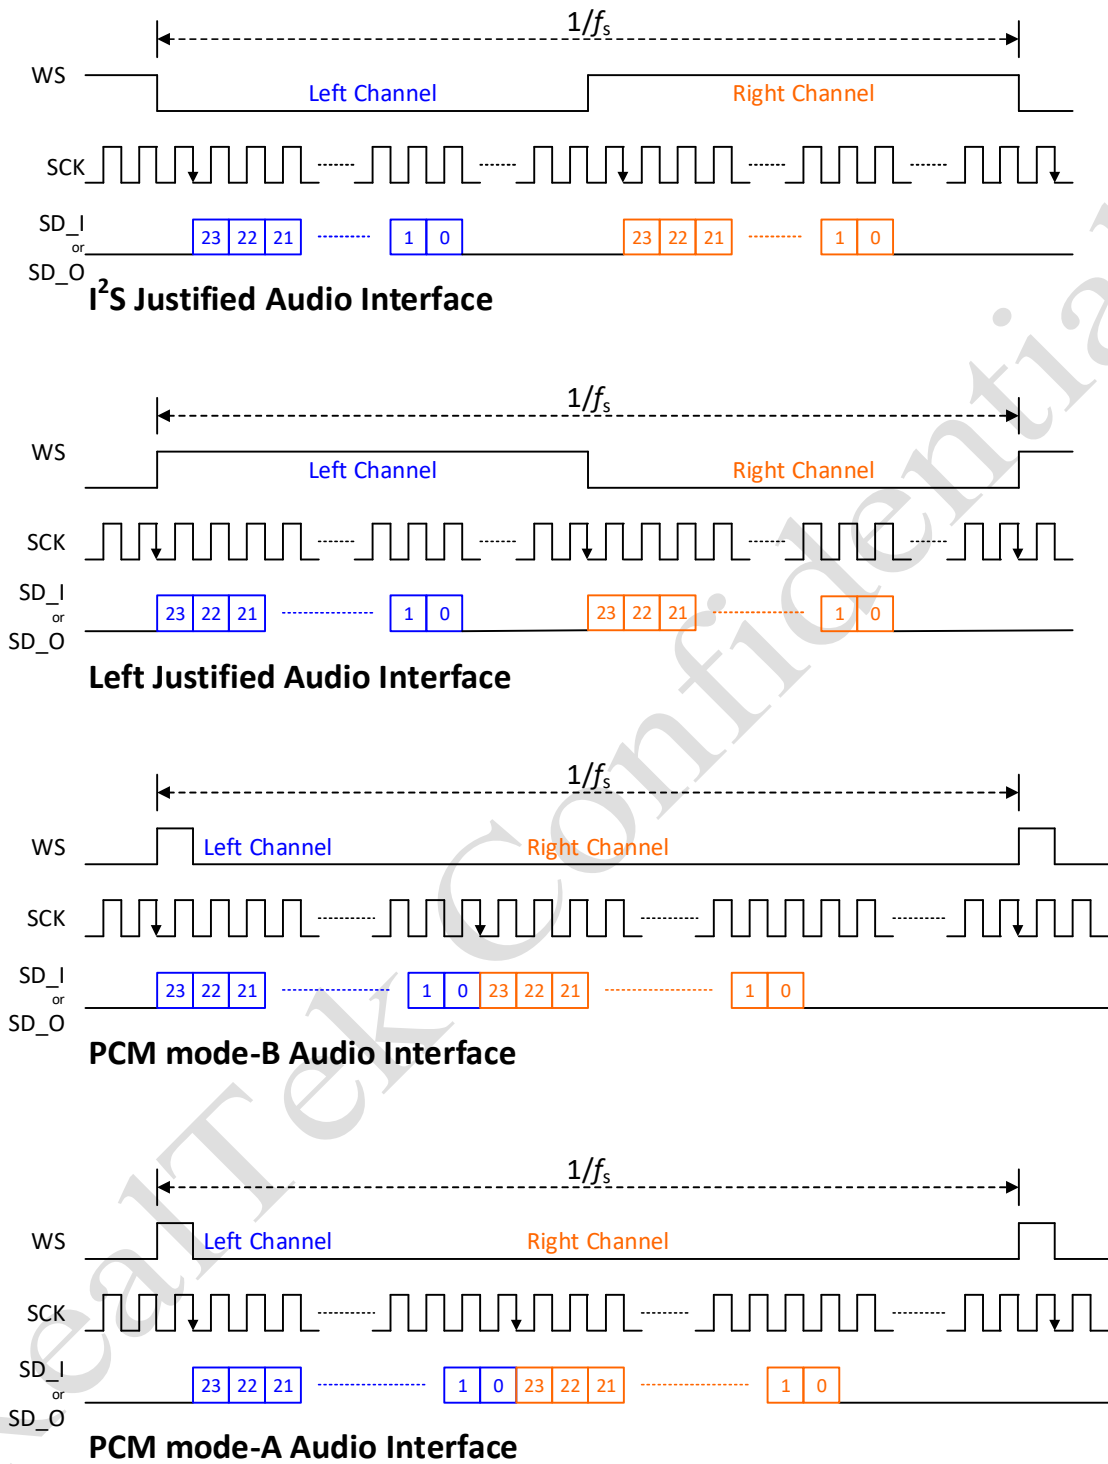 1/fs
WS
Left Channel
Right Channel
SCK
SD_I
or
SD_O
23 22 21 1 0 23 22 21 1 0
I²S Justified Audio Interface
1/fs
WS
Left Channel
Right Channel
SCK
SD_I
or
SD_O
23 22 21 1 0 23 22 21 1 0
Left Justified Audio Interface
1/fs
WS
Left Channel
Right Channel
SCK
SD_I
or
SD_O
23 22 21 1 0 23 22 21 1 0
PCM mode-B Audio Interface
1/fs
WS
Left Channel
Right Channel
SCK
SD_I
or
SD_O
23 22 21 1 0 23 22 21 1 0
PCM mode-A Audio Interface
RealTek Confidential